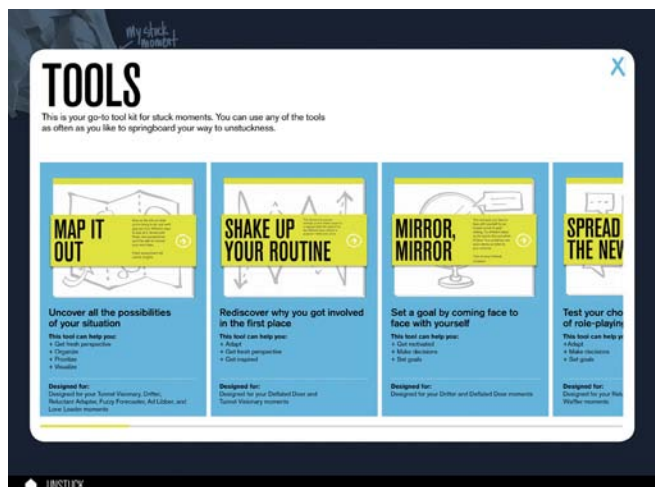 my stuck
moment
X
TOOLS
This is your go-to tool kit for stuck moments. You can use any of the tools
as often as you like to springboard your way to unstuckness.
MAP IT
OUT
Uncover all the possibilities
of your situation
This tool can help you:
+ Get fresh perspective
+ Organize
+ Prioritize
+ Visualize
Designed for:
Designed for your Tunnel Visionary, Drifter,
Reluctant Adapter, Fuzzy Forecaster, Ad Libber, and
Lone Leader moments
SHAKE UP
YOUR ROUTINE
Rediscover why you got involved
in the first place
This tool can help you:
+ Adapt
+ Get fresh perspective
+ Get inspired
Designed for:
Designed for your Deflated Doer and
Tunnel Visionary moments
MIRROR,
MIRROR
Set a goal by coming face to
face with yourself
This tool can help you:
+ Get motivated
+ Make decisions
+ Set goals
Designed for:
Designed for your Drifter and Deflated Doer moments
SPREAD
THE NEW
Test your cho
of role-playing
This tool can help y
+Adapt
+ Make decisions
+ Set goals
Designed for:
Designed for your
Waffler moments
UNSTUCK